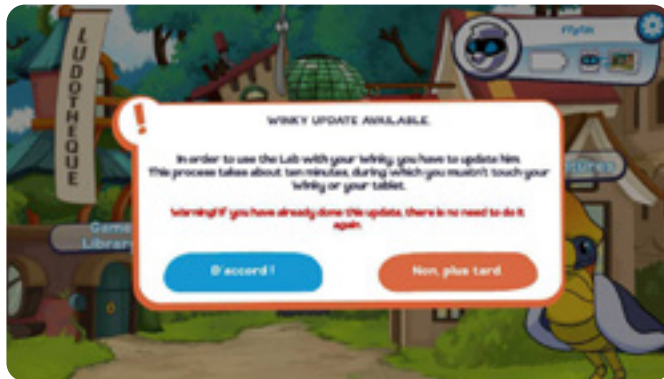 LUDOTHEQUE
WINKY UPDATE AVAILABLE.
In order to use the Lab with your Winky, you have to update him.
This process takes about ten minutes, during which you mustn't touch your
Winky or your tablet.
Warning! If you have already done this update, there is no need to do it
again.
Game
Librar
D'accord !
Non, plus tard